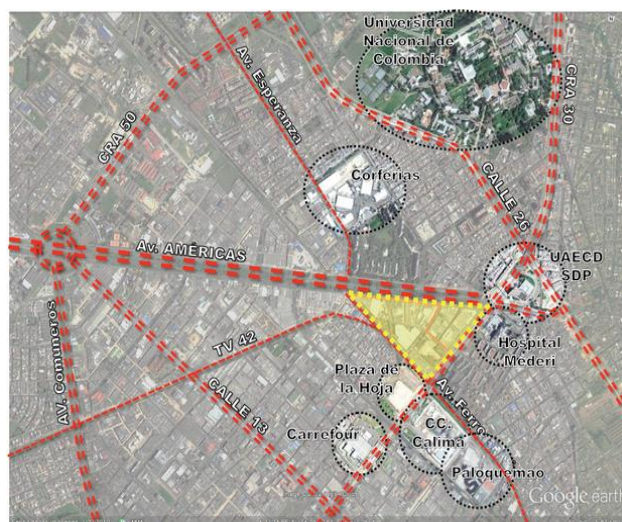 Universidad
Nacional de
Colombia
Av. Esperanza
CRA 50
CRA 30
Corferias
CALLE 26
Av. AMÉRICAS
UAECD
SDP
TV 42
Hospital
Mederi
AV. Comuneros
Plaza de
la Hoja
Av. Ferro
CALLE 13
Carrefour
CC
Calima
Paloquemao
Google earth